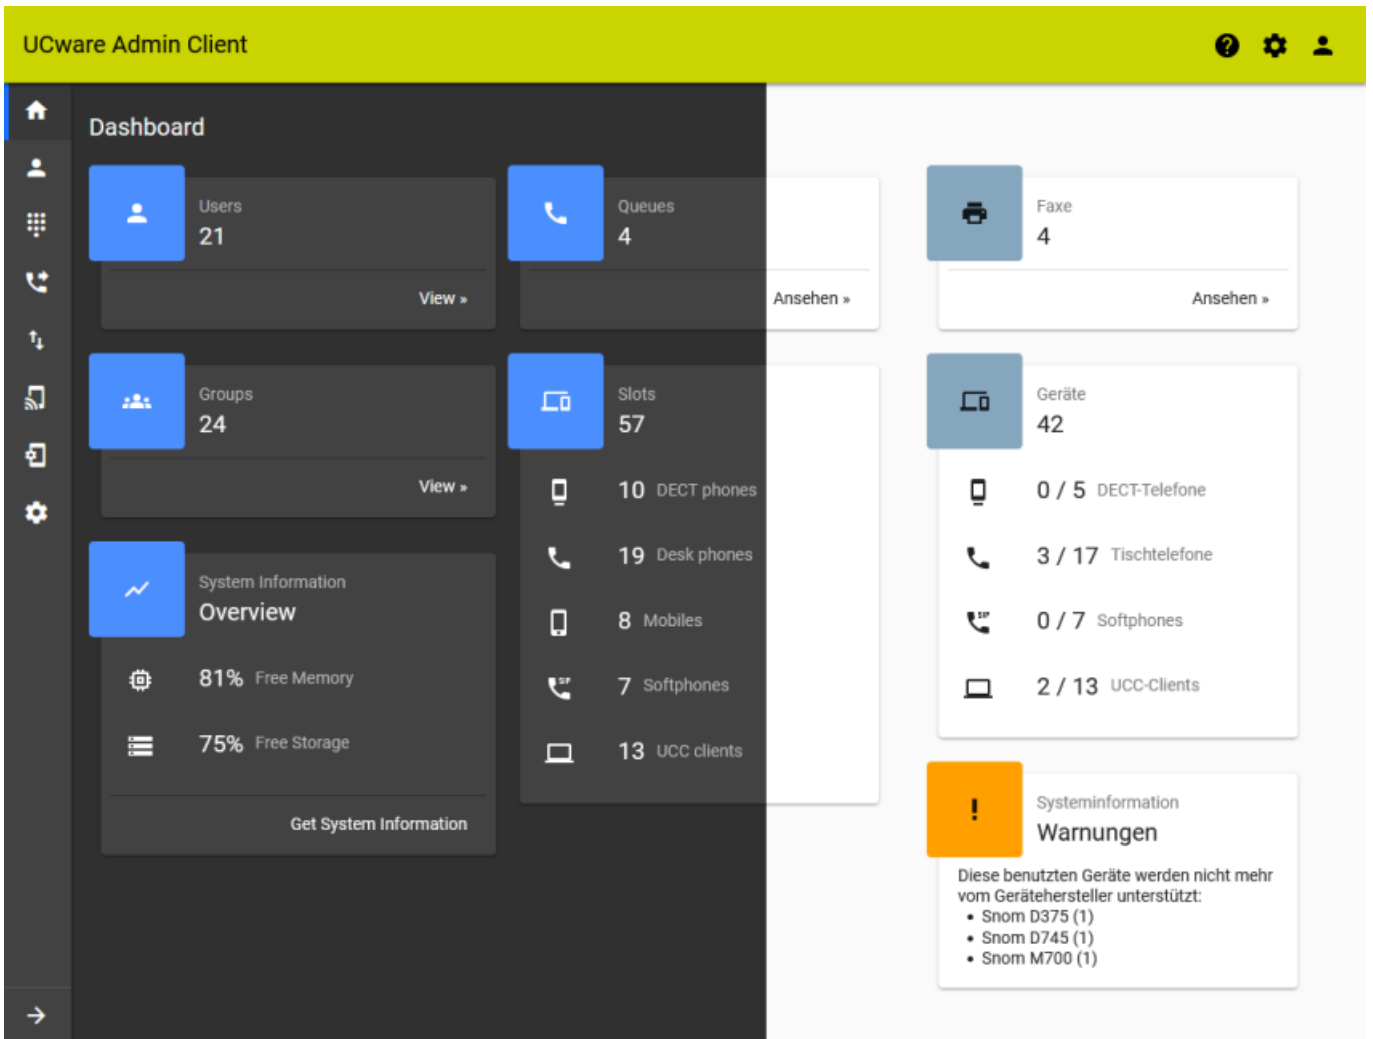 UCware Admin Client
Dashboard
Users
21
View »
Queues
4
Ansehen »
Faxe
4
Ansehen »
Groups
24
View »
Slots
57
10 DECT phones
19 Desk phones
8 Mobiles
7 Softphones
13 UCC clients
Geräte
42
0 / 5 DECT-Telefone
3 / 17 Tischtelefone
0 / 7 Softphones
2 / 13 UCC-Clients
System Information
Overview
81% Free Memory
75% Free Storage
Get System Information
Systeminformation
Warnungen
Diese benutzten Geräte werden nicht mehr
vom Gerätehersteller unterstützt:
• Snom D375 (1)
• Snom D745 (1)
• Snom M700 (1)